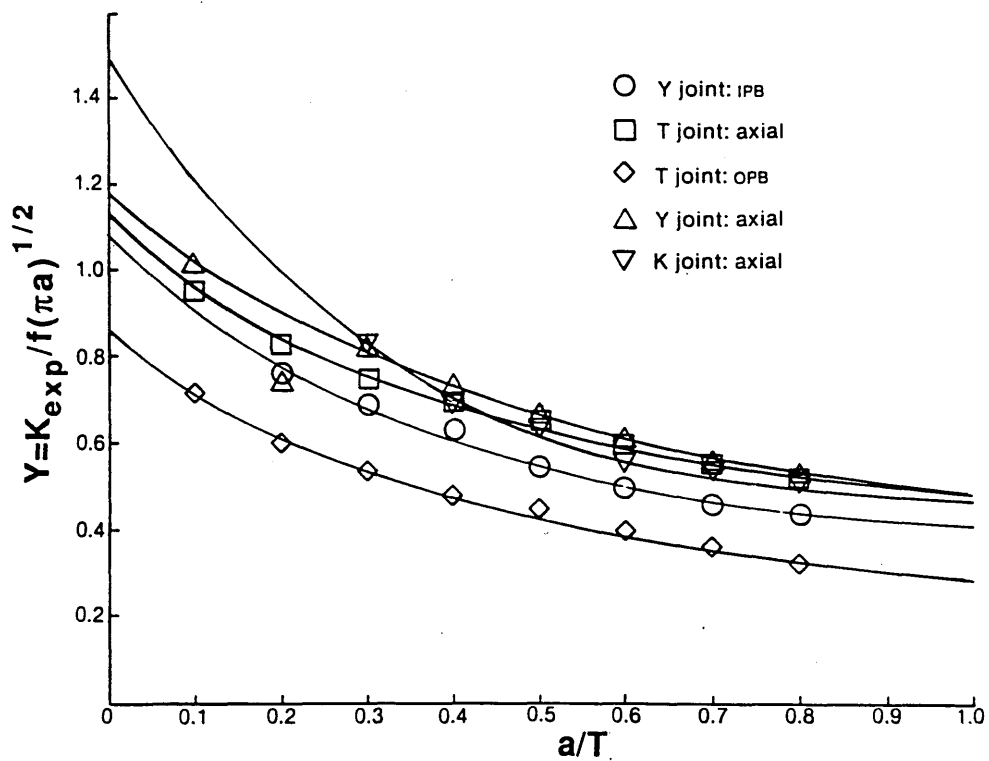 Y=K_exp/f(πa)^1/2
1.4
1.2
1.0
0.8
0.6
0.4
0.2
Y joint: IPB
T joint: axial
T joint: OPB
Y joint: axial
K joint: axial
0 0.1 0.2 0.3 0.4 0.5 0.6 0.7 0.8 0.9 1.0
a/T